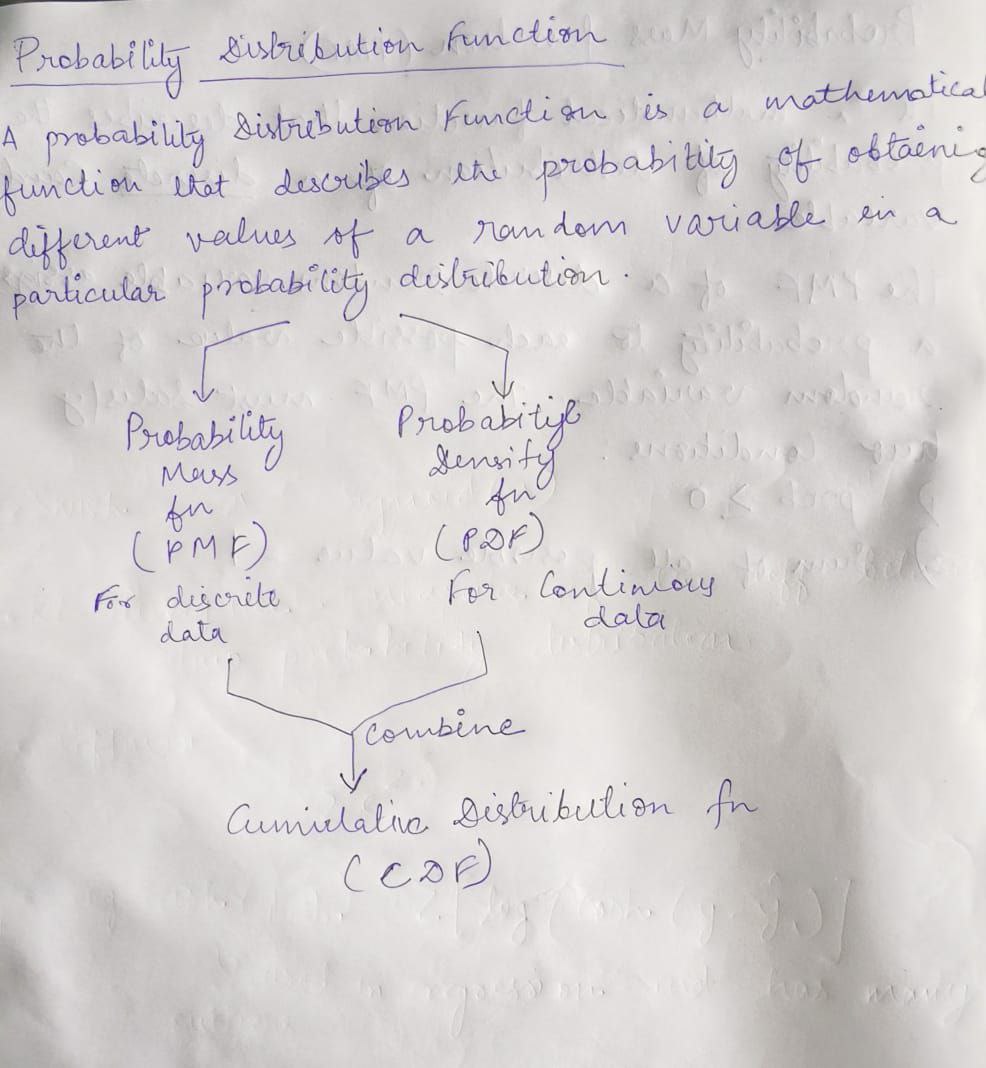 Probability Distribution Function
A probability Distribution Function is a mathematical
function that describes the probability of obtaining
different values of a random variable in a
particular probability distribution.
Probability
Mass
fn
(PMF)
For discrete
data
Probability
Density
fn
(PDF)
For Continious
data
Combine
Cumulative Distribution fn
(CDF)